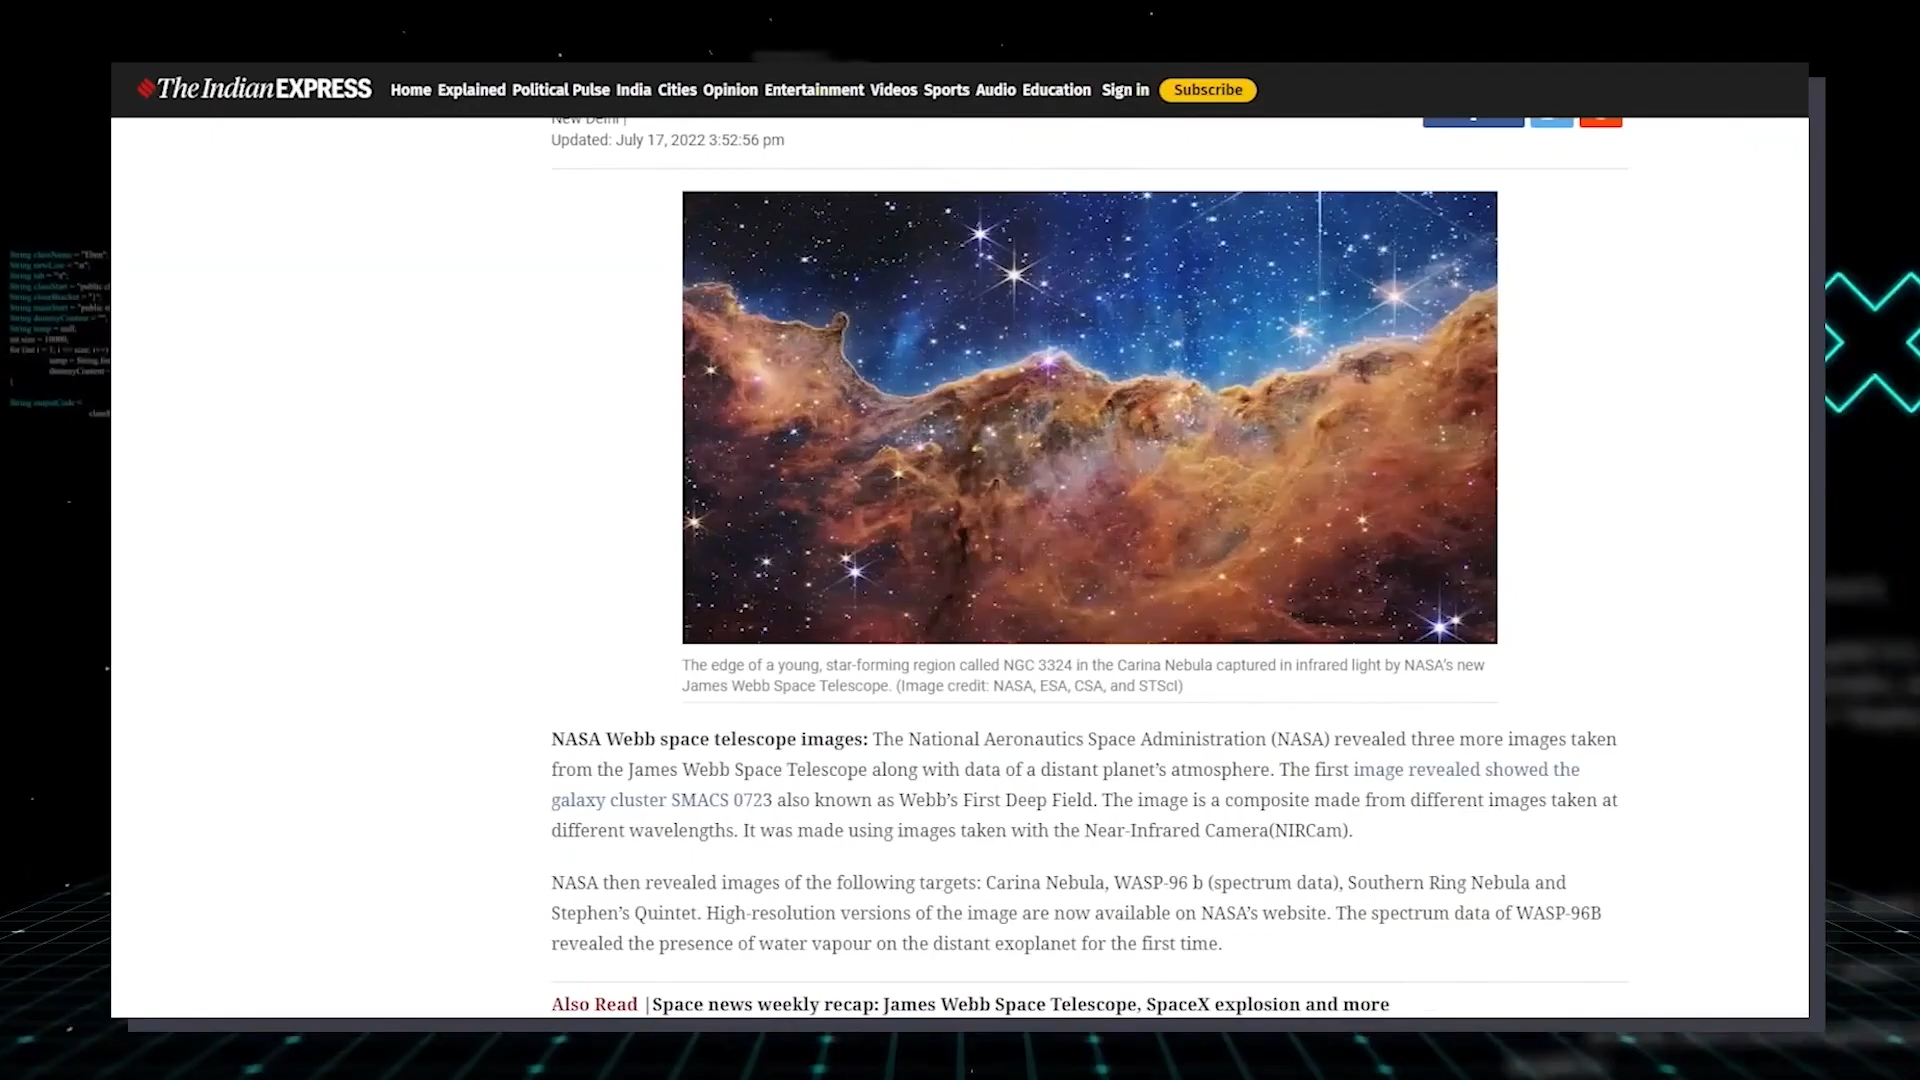 The Indian EXPRESS Home Explained Political Pulse India Cities Opinion Entertainment Videos Sports Audio Education Sign in Subscribe
New Delhi |
Updated: July 17, 2022 3:52:56 pm
The edge of a young, star-forming region called NGC 3324 in the Carina Nebula captured in infrared light by NASA's new
James Webb Space Telescope. (Image credit: NASA, ESA, CSA, and STScI)
NASA Webb space telescope images: The National Aeronautics Space Administration (NASA) revealed three more images taken
from the James Webb Space Telescope along with data of a distant planet's atmosphere. The first image revealed showed the
galaxy cluster SMACS 0723 also known as Webb's First Deep Field. The image is a composite made from different images taken at
different wavelengths. It was made using images taken with the Near-Infrared Camera(NIRCam).
NASA then revealed images of the following targets: Carina Nebula, WASP-96 b (spectrum data), Southern Ring Nebula and
Stephen's Quintet. High-resolution versions of the image are now available on NASA's website. The spectrum data of WASP-96B
revealed the presence of water vapour on the distant exoplanet for the first time.
Also Read |Space news weekly recap: James Webb Space Telescope, SpaceX explosion and more